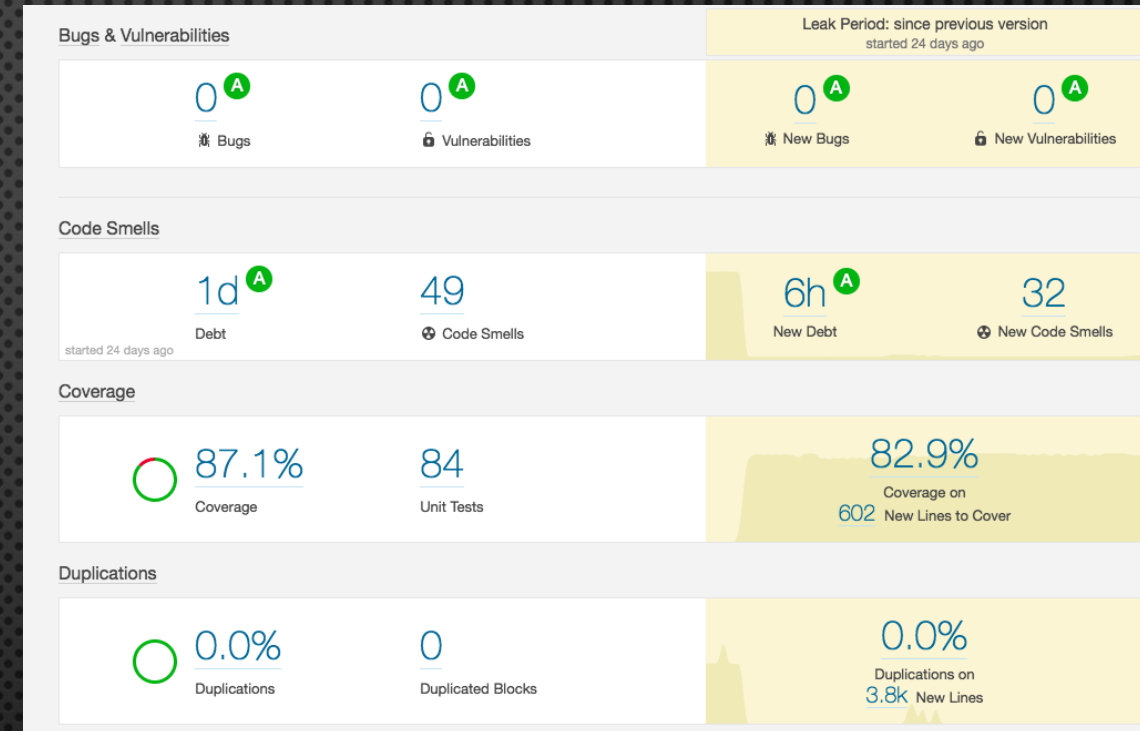 Bugs & Vulnerabilities
Leak Period: since previous version
started 24 days ago
0 A
0 A
0 A
0 A
Bugs
Vulnerabilities
New Bugs
New Vulnerabilities
Code Smells
1d A
49
6h A
32
Debt
Code Smells
New Debt
New Code Smells
started 24 days ago
Coverage
87.1%
84
82.9%
Coverage
Unit Tests
Coverage on
602 New Lines to Cover
Duplications
0.0%
0
0.0%
Duplications
Duplicated Blocks
Duplications on
3.8k New Lines